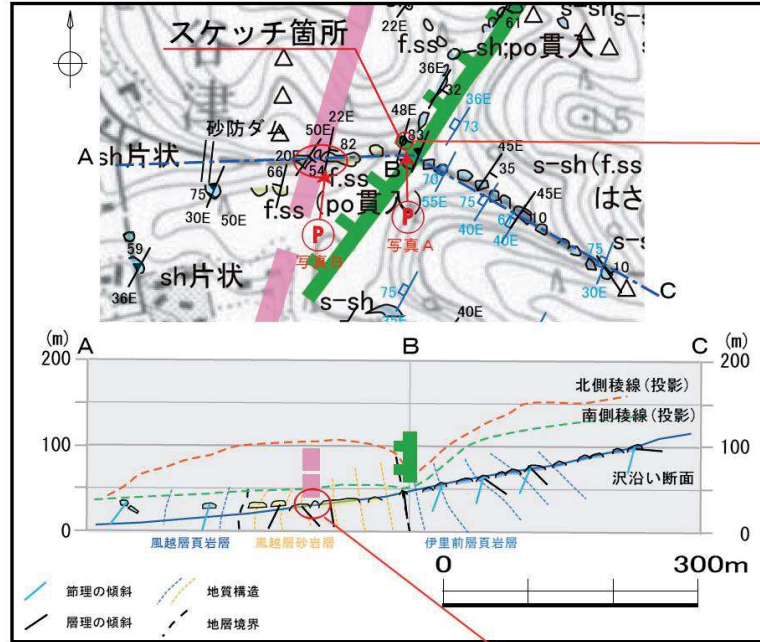 s-sh
61
22E
スケッチ箇所
f.ss
sh;po貫入
36E
32
36E
73
48E
83
22E
50E
砂防ダム
82
20E
A
sh片状
66
54
f.ss
B
45E
35
s-sh(f.ss
はさ
70
55E
75
30E
50E
f.ss
(po貫入)
P
写真B
P
写真A
75
40E
45E
10
40E
s-s
75
10
30E
C
59
36E
sh片状
s-sh
75
40E
(m)
A
B
C
(m)
200
200
北側稜線(投影)
南側稜線(投影)
100
100
沢沿い断面
0
0
風越層頁岩層
風越層砂岩層
伊里前層頁岩層
0
300m
節理の傾斜
地質構造
層理の傾斜
地層境界